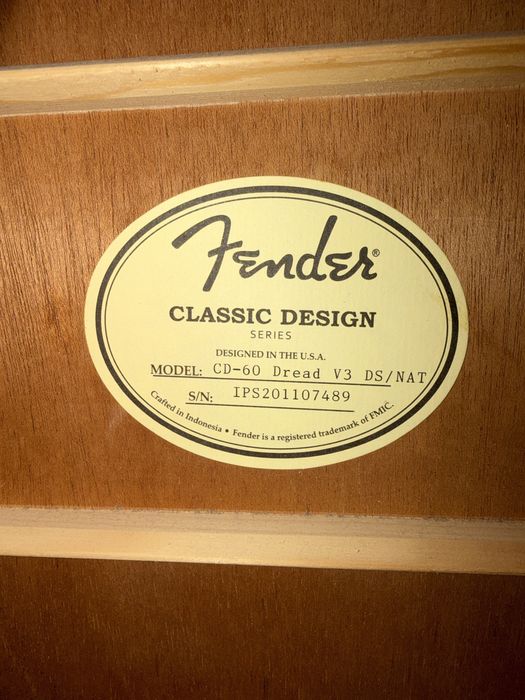 Fender®
CLASSIC DESIGN
SERIES
DESIGNED IN THE U.S.A.
MODEL: CD-60 Dread V3 DS/NAT
S/N: IPS201107489
Crafted in Indonesia • Fender is a registered trademark of FMIC.